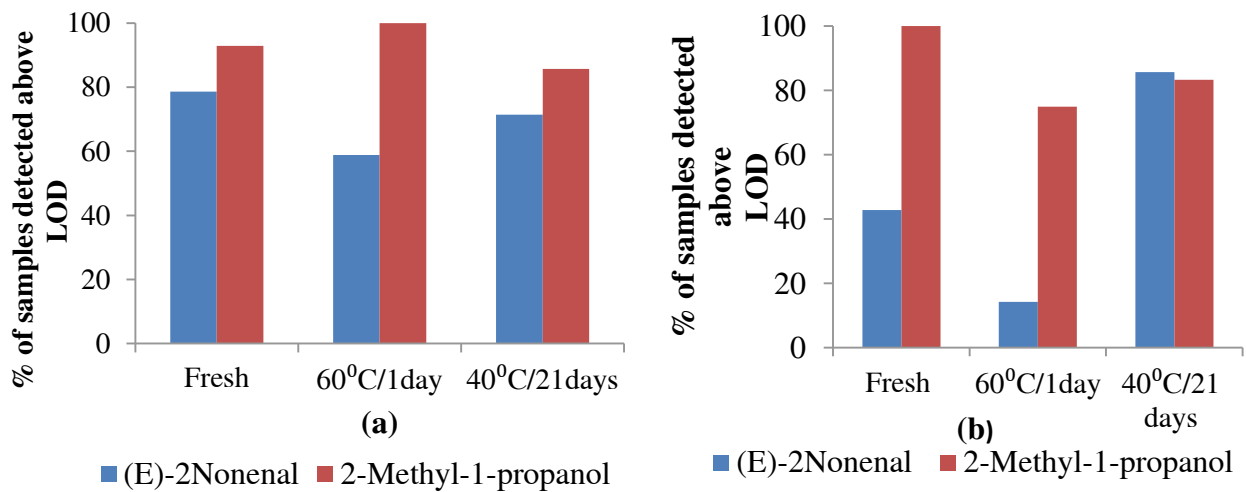 % of samples detected above
LOD
100
80
60
40
20
0
Fresh
60⁰C/1day
40⁰C/21days
(a)
(E)-2Nonenal
2-Methyl-1-propanol
% of samples detected
above
LOD
100
80
60
40
20
0
Fresh
60⁰C/1day
40⁰C/21
days
(b)
(E)-2Nonenal
2-Methyl-1-propanol